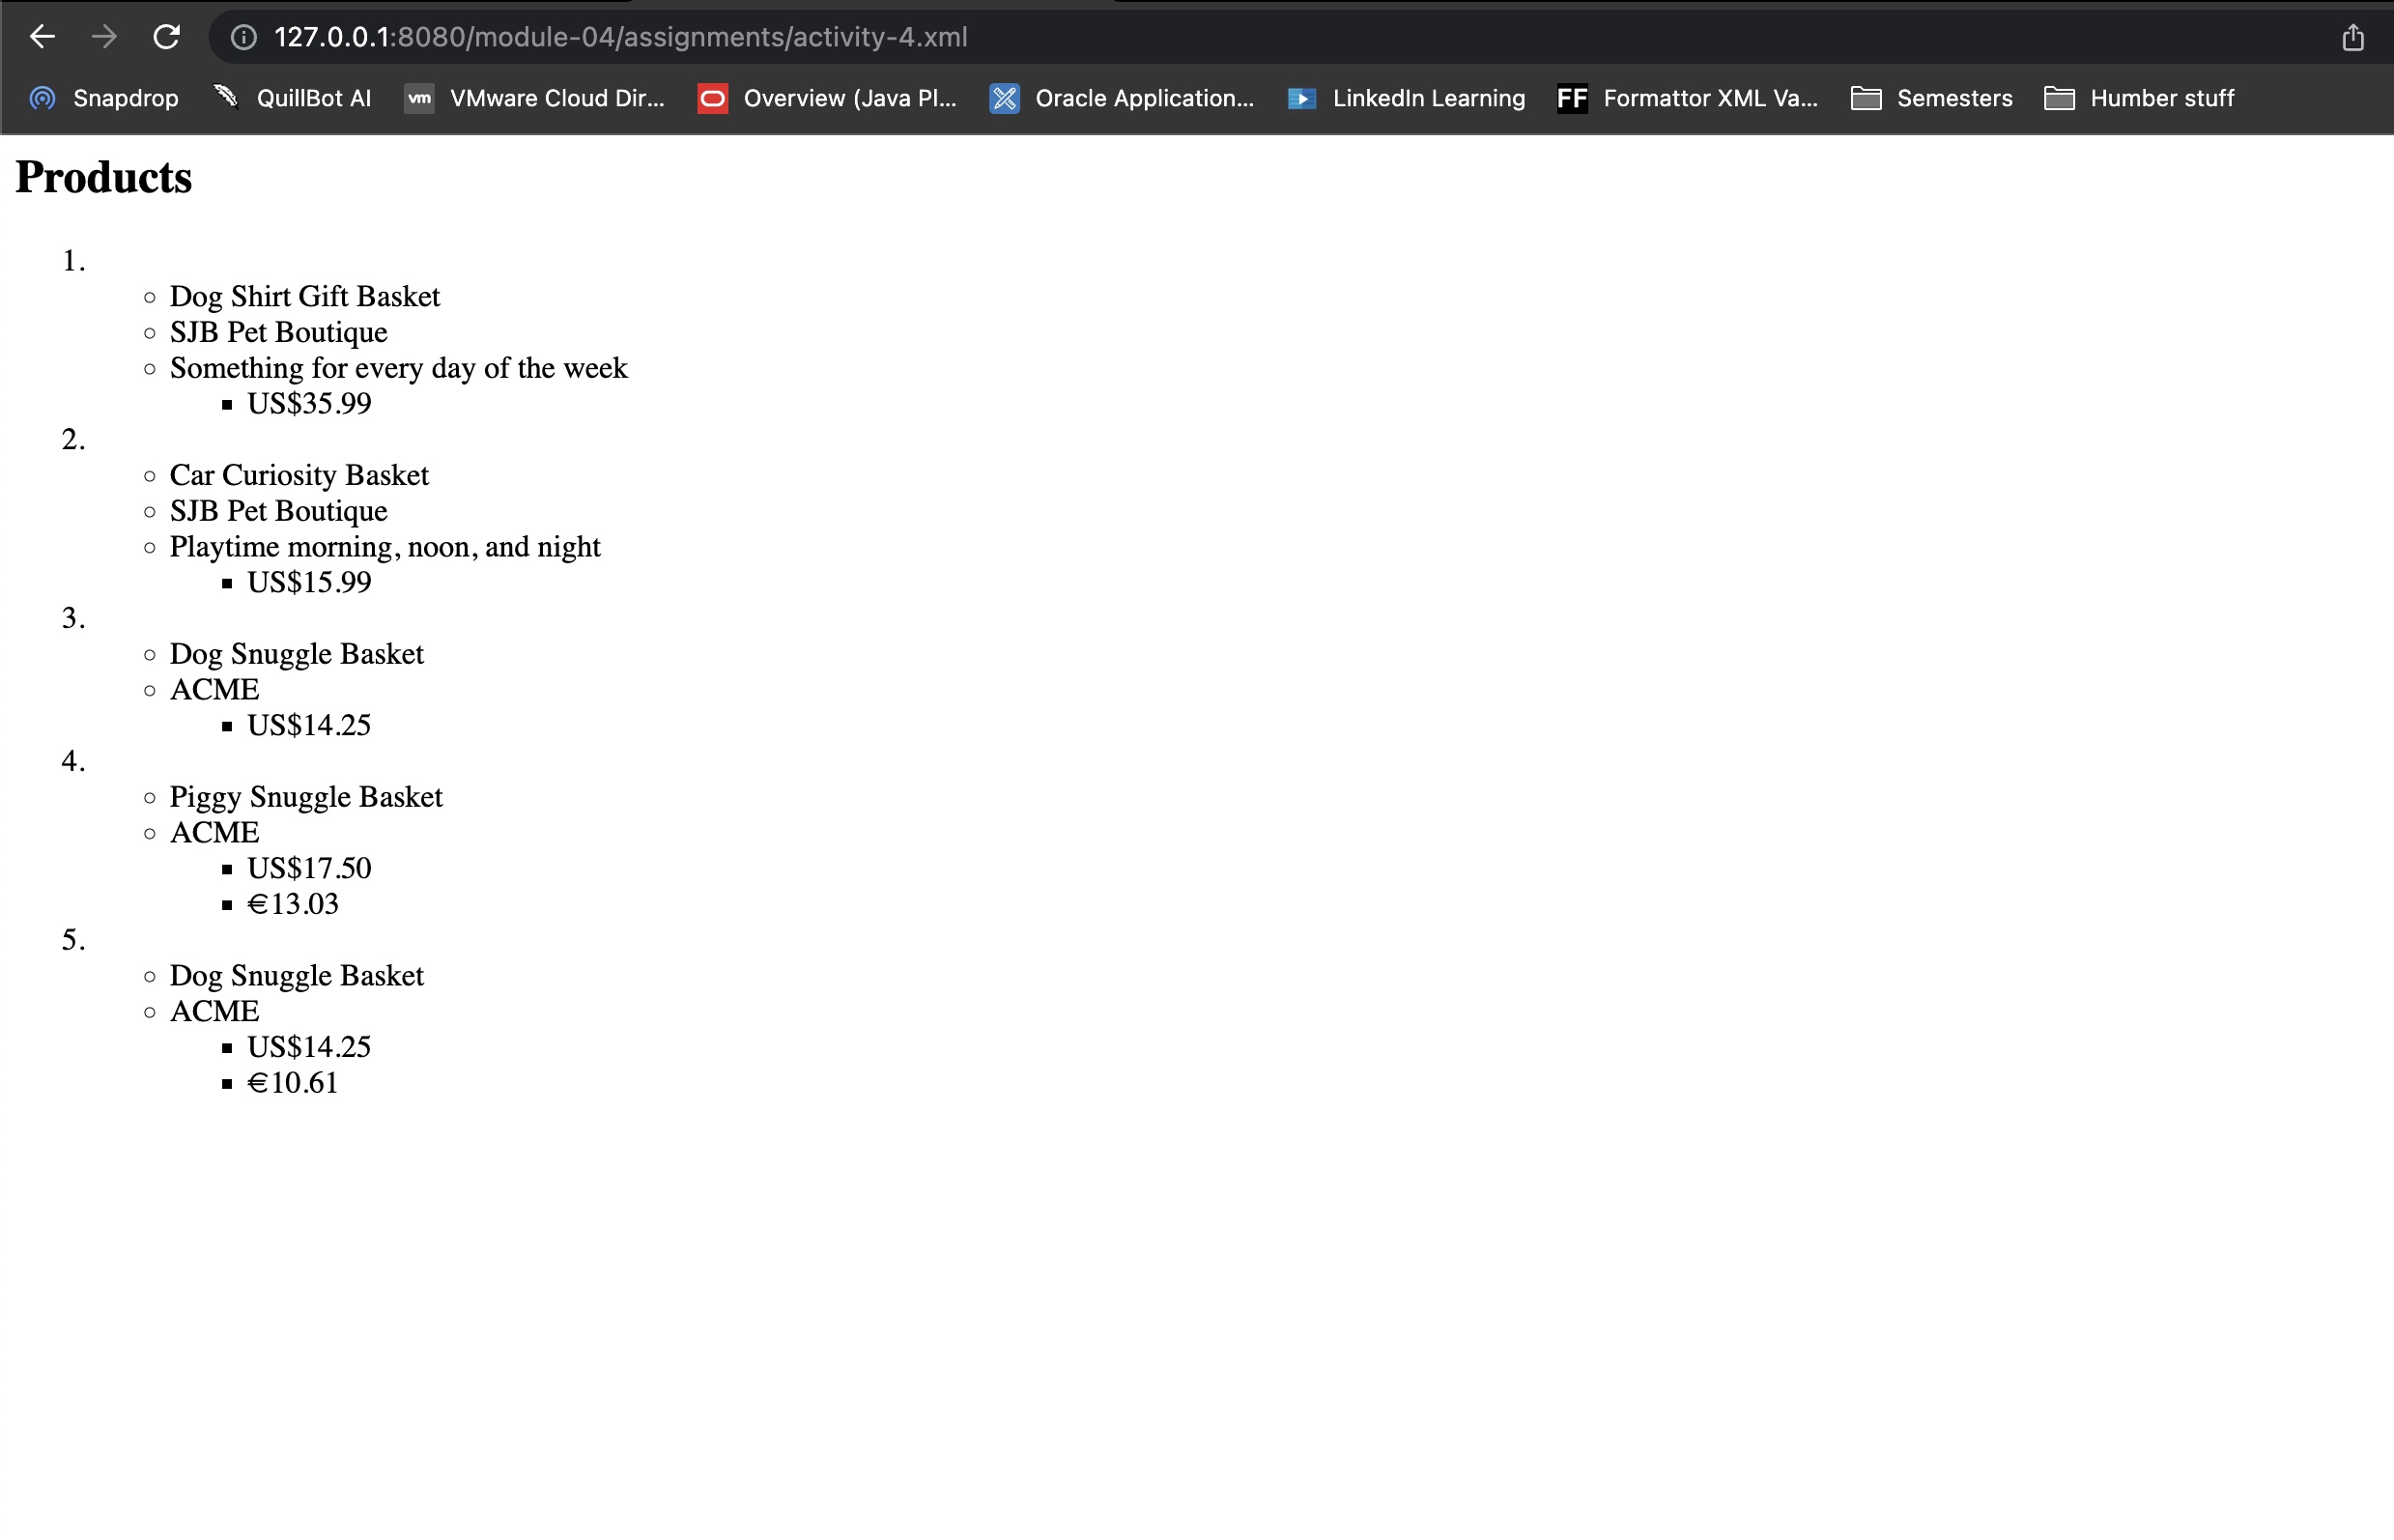 127.0.0.1:8080/module-04/assignments/activity-4.xml
Snapdrop QuillBot AI vm VMware Cloud Dir... Overview (Java Pl... Oracle Application... LinkedIn Learning FF Formattor XML Va... Semesters Humber stuff
Products
1.
Dog Shirt Gift Basket
SJB Pet Boutique
Something for every day of the week
US$35.99
2.
Car Curiosity Basket
SJB Pet Boutique
Playtime morning, noon, and night
US$15.99
3.
Dog Snuggle Basket
ACME
US$14.25
4.
Piggy Snuggle Basket
ACME
US$17.50
€13.03
5.
Dog Snuggle Basket
ACME
US$14.25
€10.61